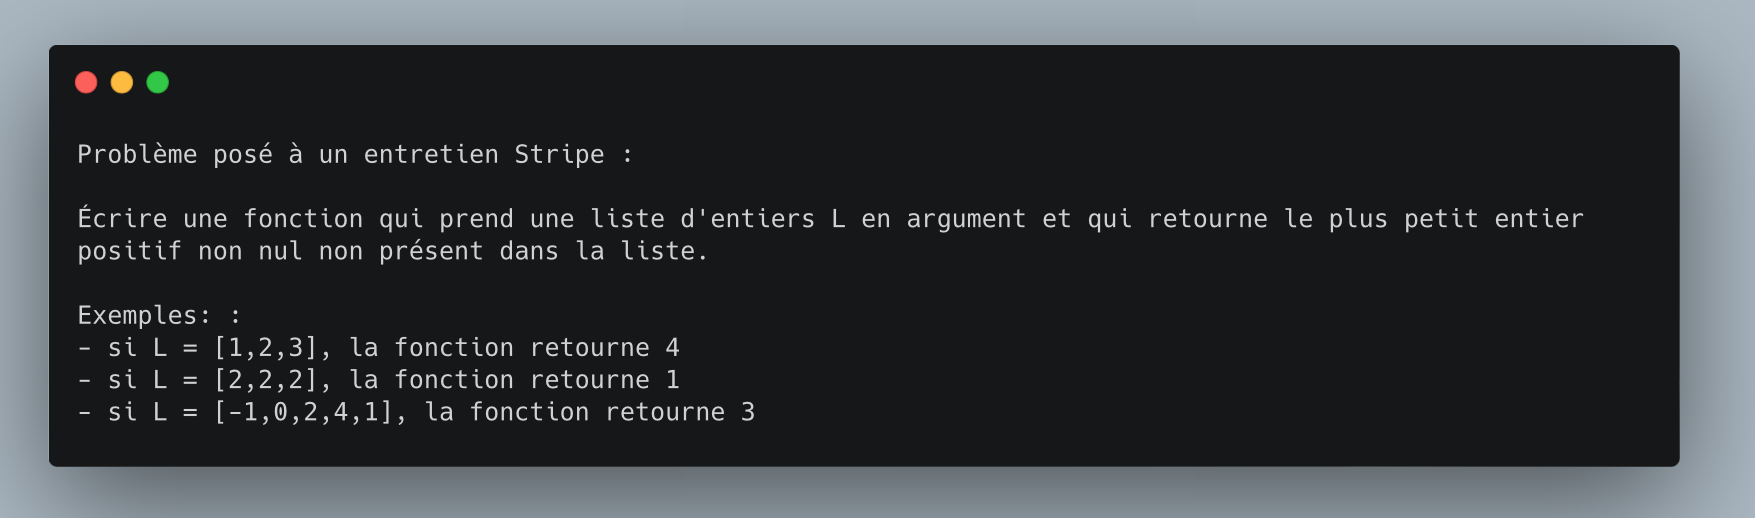 Problème posé à un entretien Stripe :
Écrire une fonction qui prend une liste d'entiers L en argument et qui retourne le plus petit entier
positif non nul non présent dans la liste.
Exemples: :
- si L = [1,2,3], la fonction retourne 4
- si L = [2,2,2], la fonction retourne 1
- si L = [-1,0,2,4,1], la fonction retourne 3